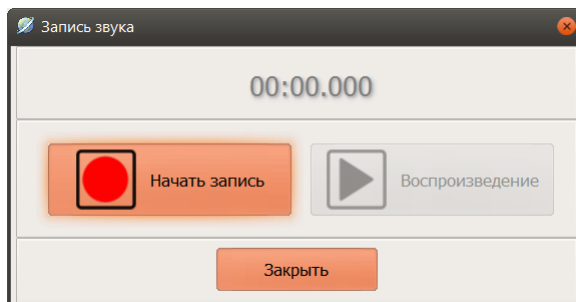 Запись звука
00:00.000
Начать запись
Воспроизведение
Закрыть